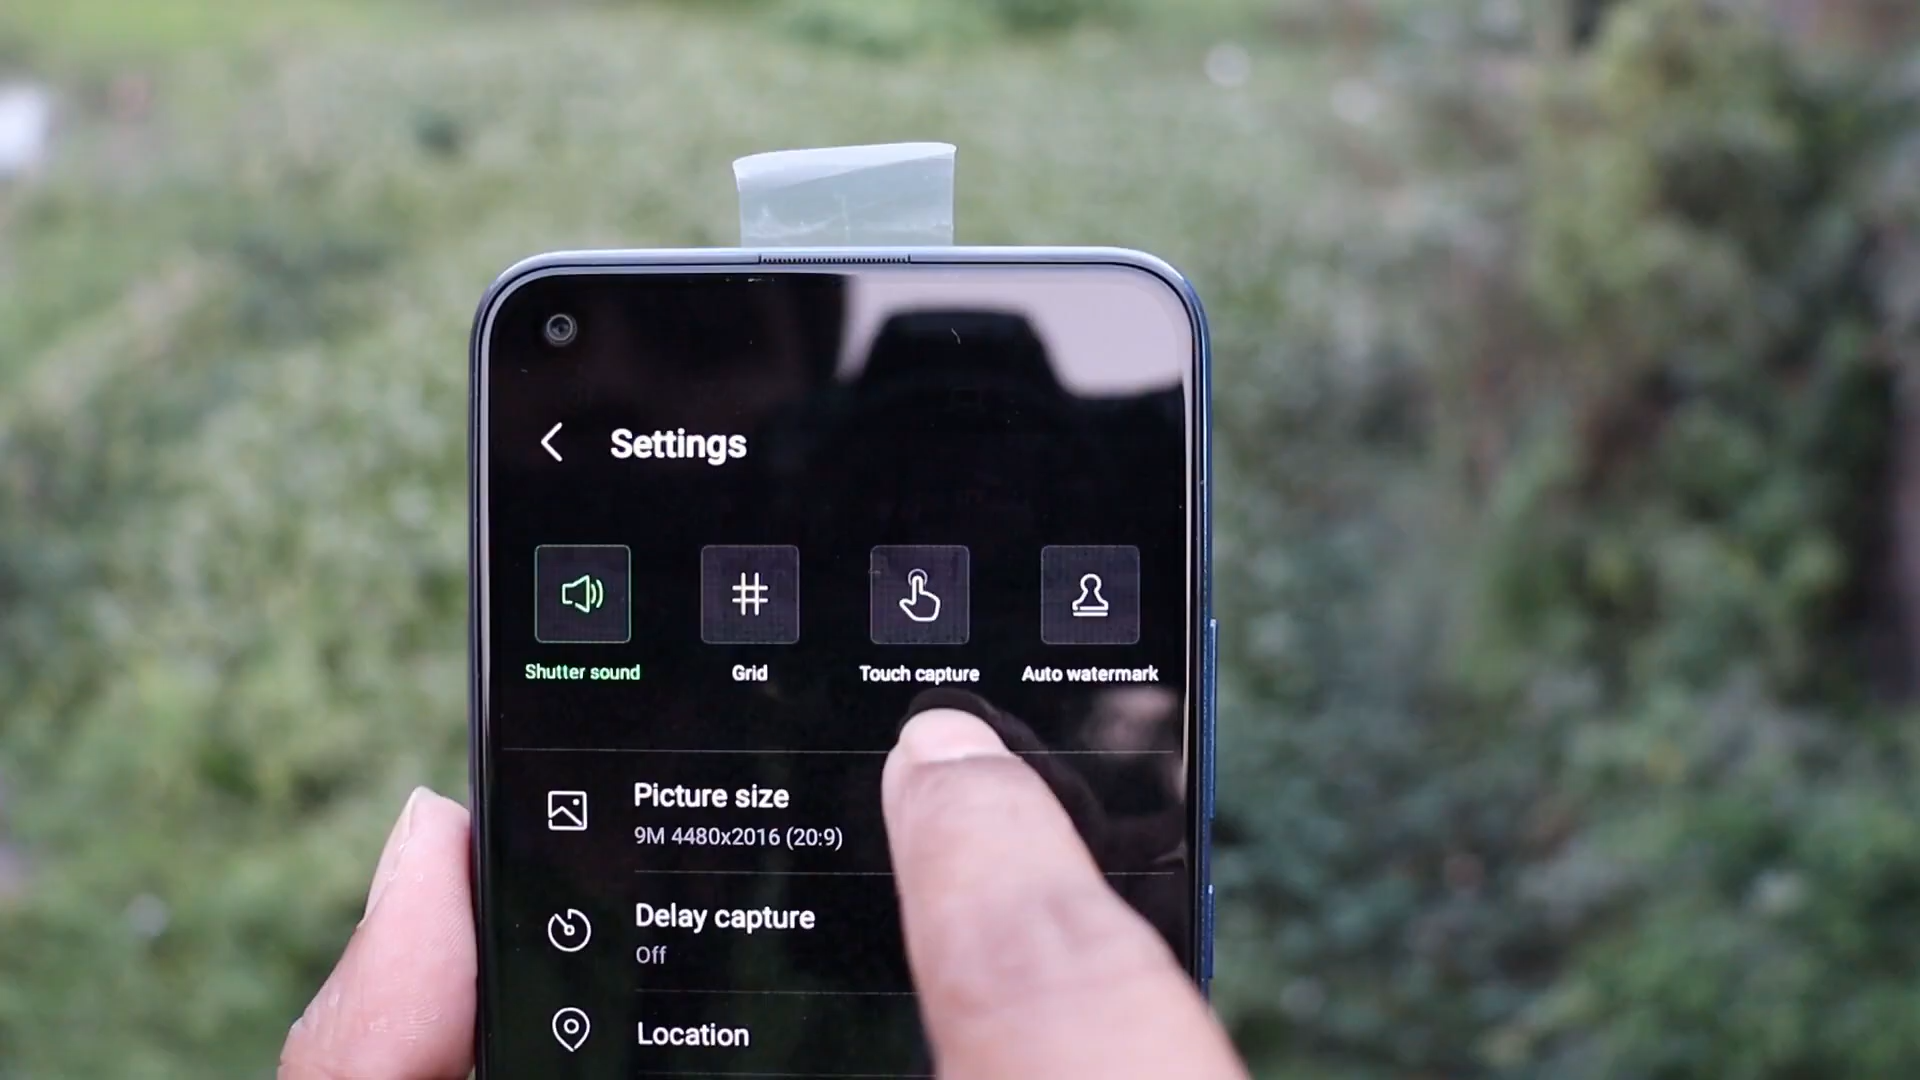 Settings
Shutter sound
Grid
Touch capture
Auto watermark
Picture size
9M 4480x2016 (20:9)
Delay capture
Off
Location